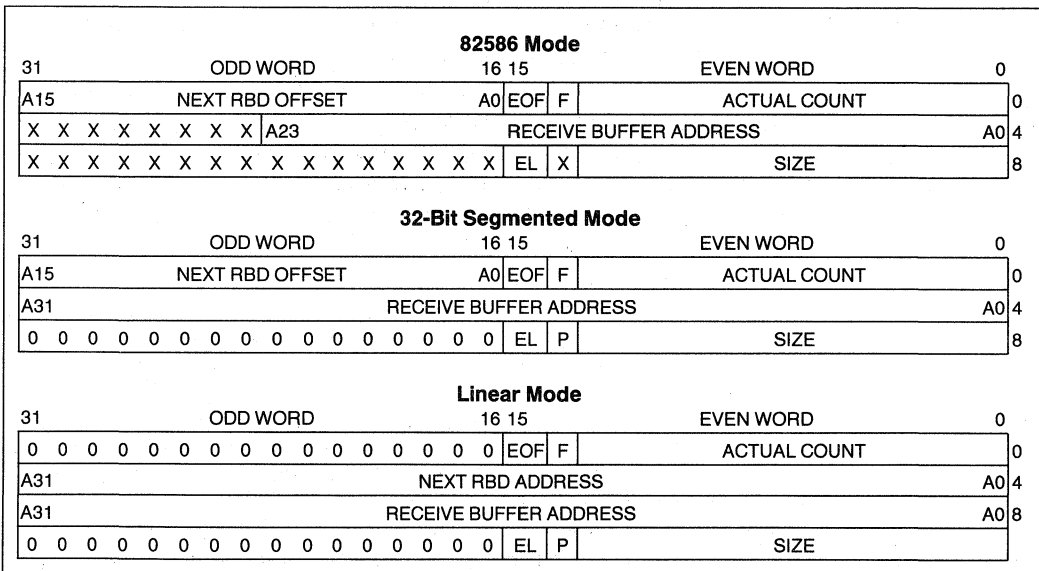 82586 Mode
31 ODD WORD 16 15 EVEN WORD 0
A15 NEXT RBD OFFSET A0 EOF F ACTUAL COUNT 0
X X X X X X X X A23 RECEIVE BUFFER ADDRESS A0 4
X X X X X X X X X X X X X X X X EL X SIZE 8
32-Bit Segmented Mode
31 ODD WORD 16 15 EVEN WORD 0
A15 NEXT RBD OFFSET A0 EOF F ACTUAL COUNT 0
A31 RECEIVE BUFFER ADDRESS A0 4
0 0 0 0 0 0 0 0 0 0 0 0 0 0 0 0 EL P SIZE 8
Linear Mode
31 ODD WORD 16 15 EVEN WORD 0
0 0 0 0 0 0 0 0 0 0 0 0 0 0 0 0 EOF F ACTUAL COUNT 0
A31 NEXT RBD ADDRESS A0 4
A31 RECEIVE BUFFER ADDRESS A0 8
0 0 0 0 0 0 0 0 0 0 0 0 0 0 0 0 EL P SIZE